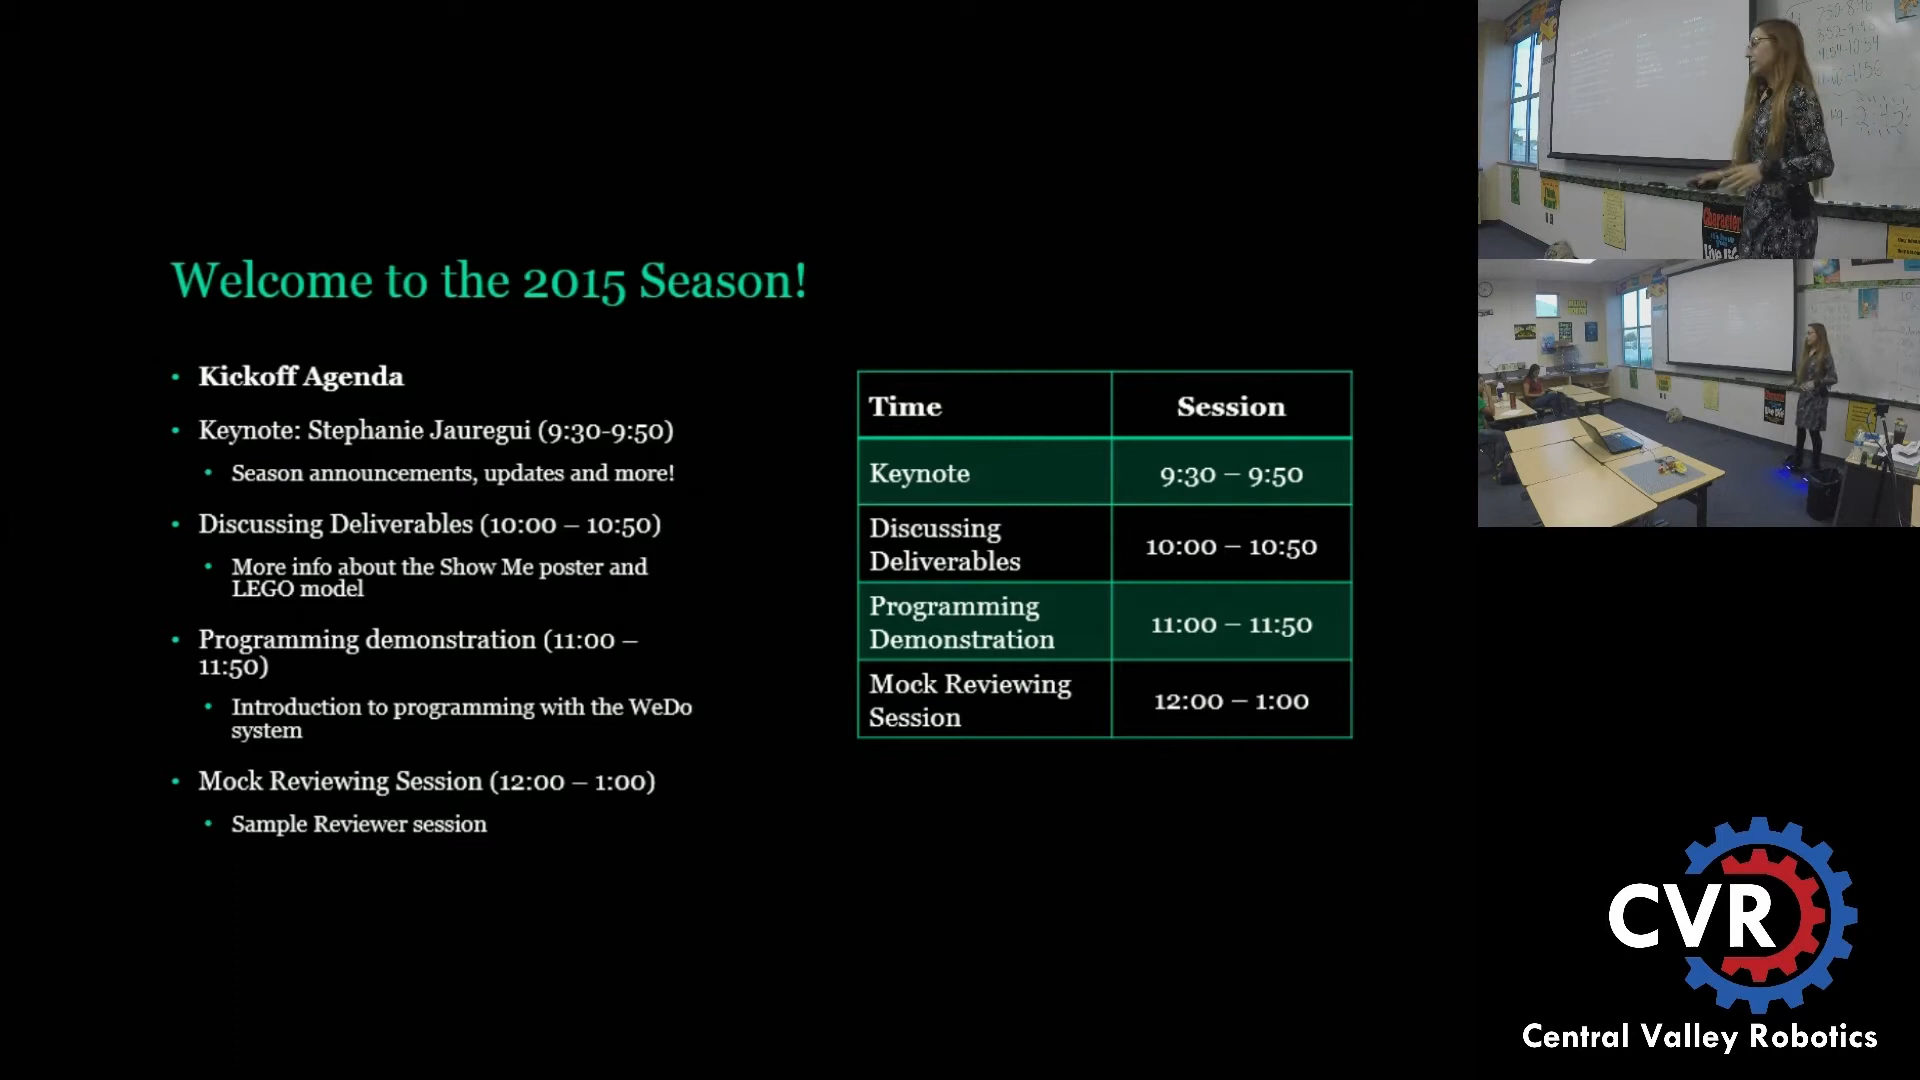 Welcome to the 2015 Season!
• Kickoff Agenda
• Keynote: Stephanie Jauregui (9:30-9:50)
• Season announcements, updates and more!
• Discussing Deliverables (10:00 – 10:50)
• More info about the Show Me poster and
LEGO model
• Programming demonstration (11:00 –
11:50)
• Introduction to programming with the WeDo
system
• Mock Reviewing Session (12:00 – 1:00)
• Sample Reviewer session
Time Session
Keynote 9:30 – 9:50
Discussing
Deliverables 10:00 – 10:50
Programming
Demonstration 11:00 – 11:50
Mock Reviewing
Session 12:00 – 1:00
Character
CVR
Central Valley Robotics